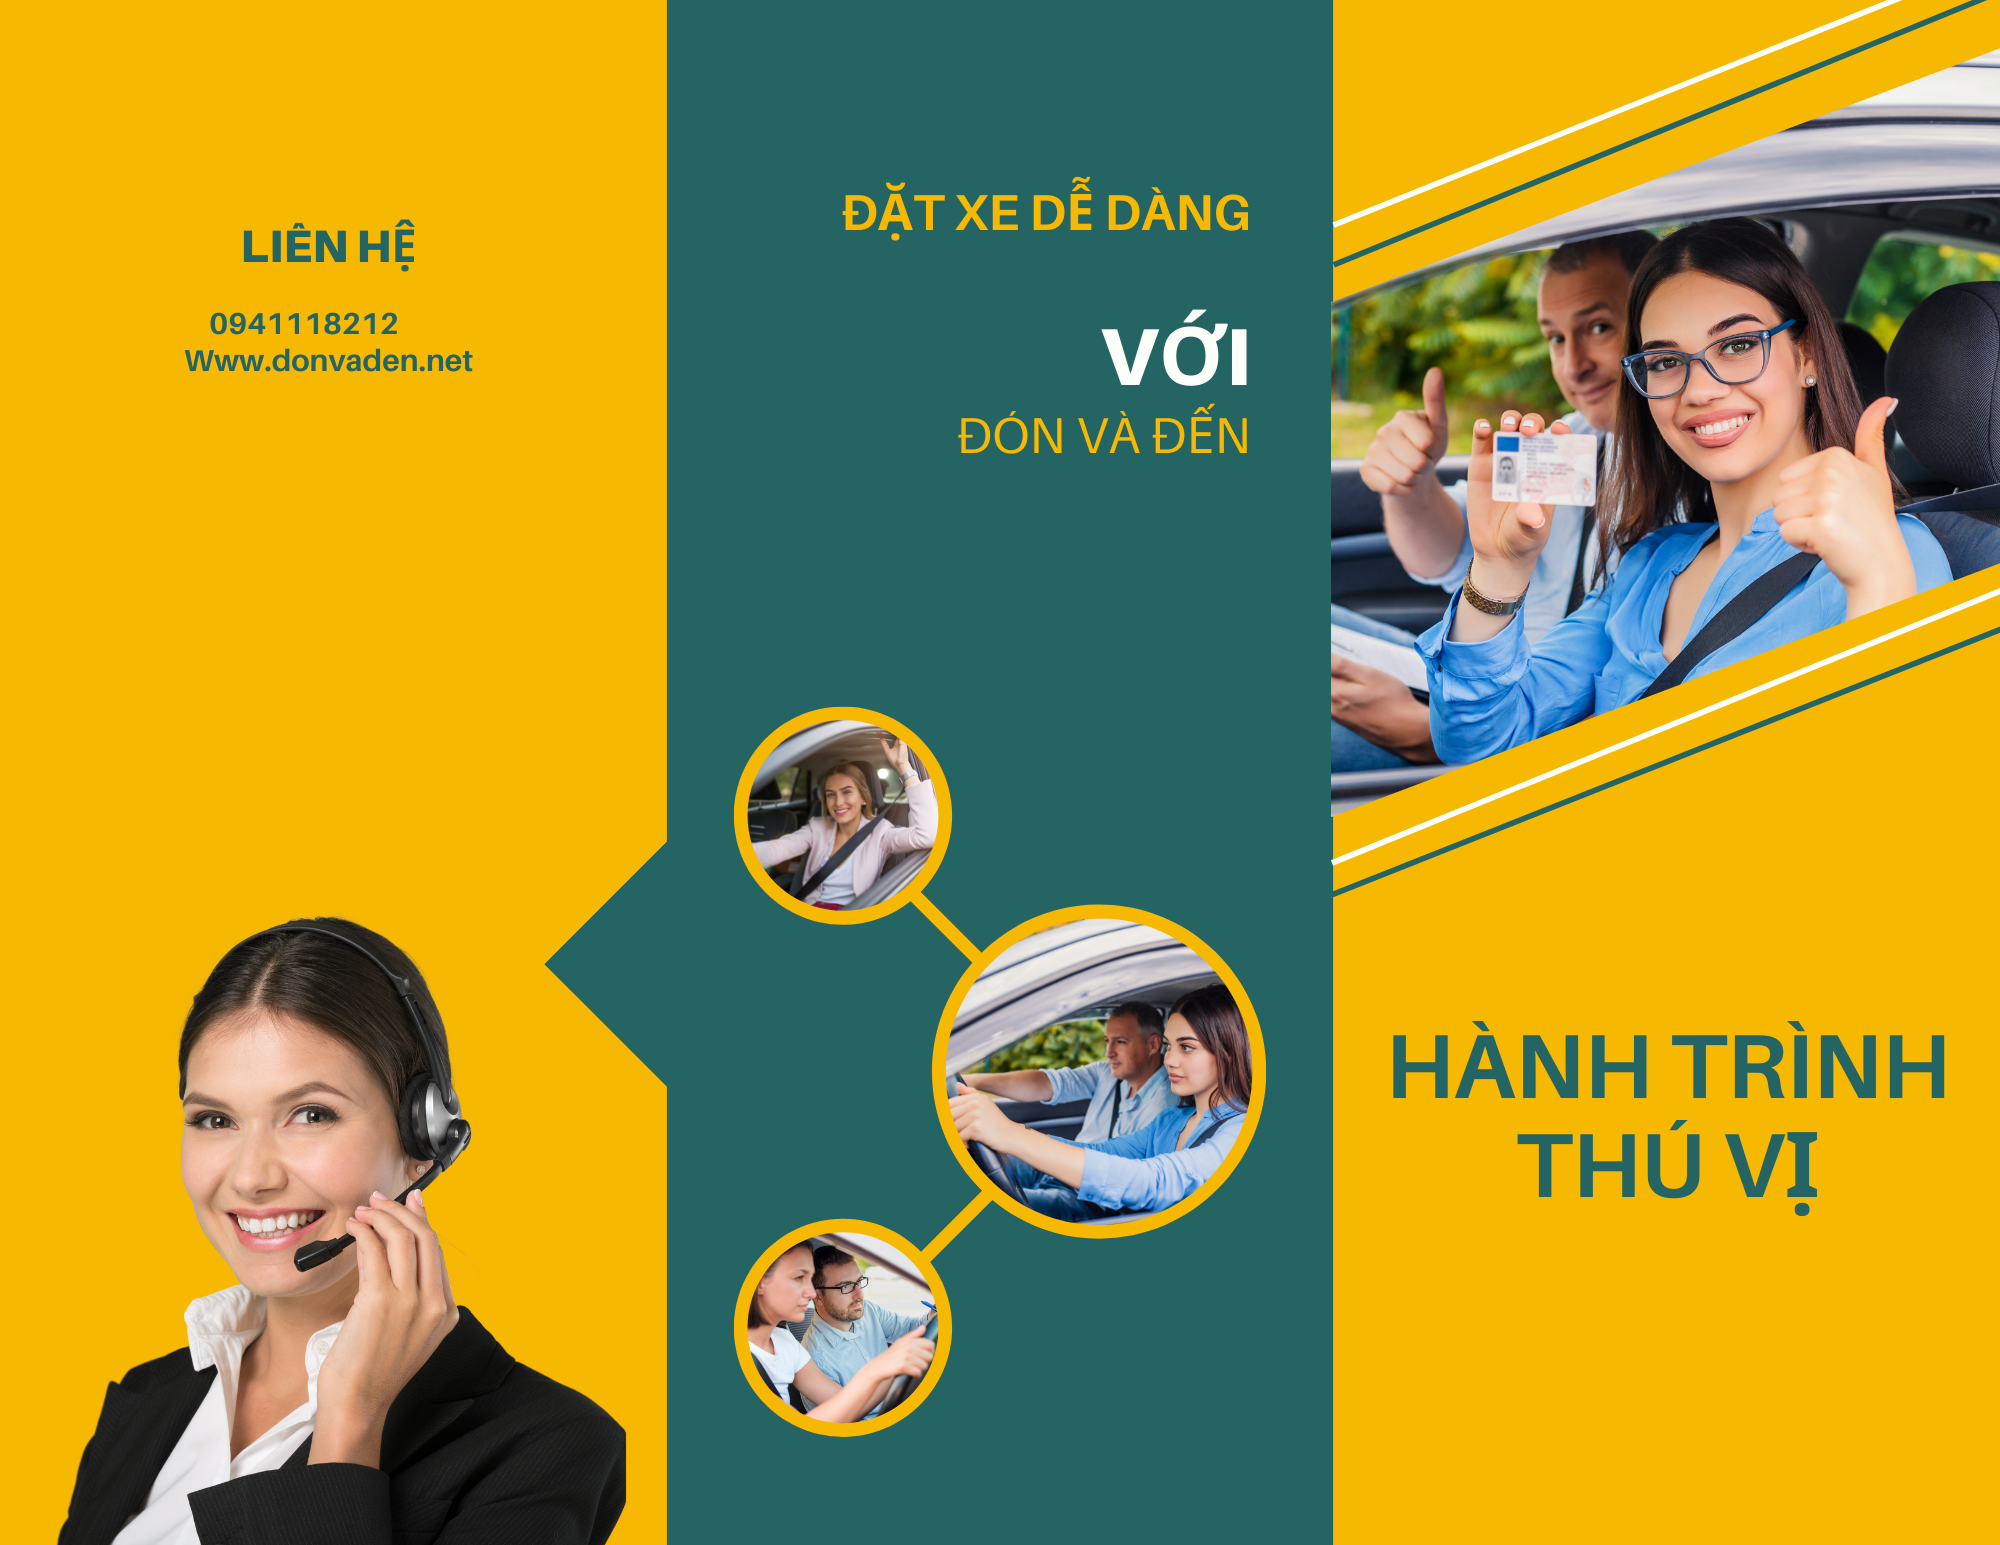 LIÊN HỆ
0941118212
Www.donvaden.net
ĐẶT XE DỄ DÀNG
VỚI
ĐÓN VÀ ĐẾN
HÀNH TRÌNH
THÚ VỊ